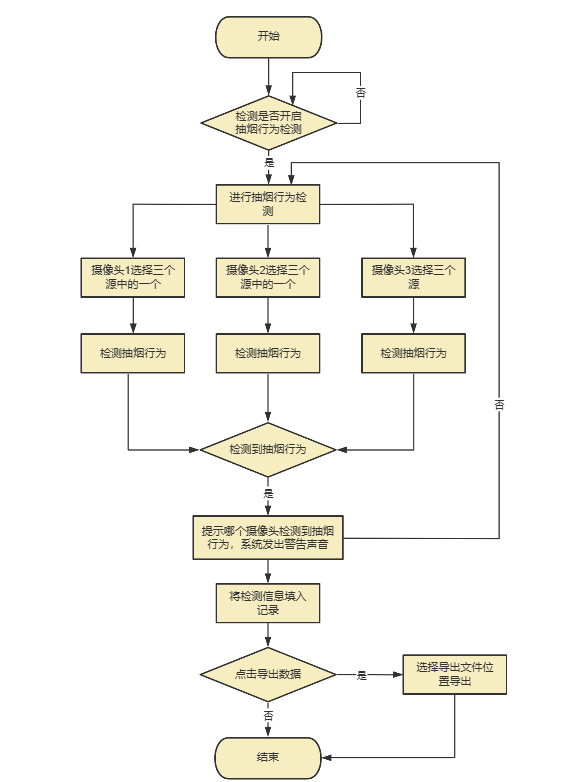 开始
否
检测是否开启
抽烟行为检测
是
进行抽烟行为检
测
摄像头1选择三个
源中的一个
摄像头2选择三个
源中的一个
摄像头3选择三个
源
检测抽烟行为
检测抽烟行为
检测抽烟行为
否
检测到抽烟行为
是
提示哪个摄像头检测到抽烟
行为，系统发出警告声音
将检测信息填入
记录
点击导出数据
是
选择导出文件位
置导出
否
结束